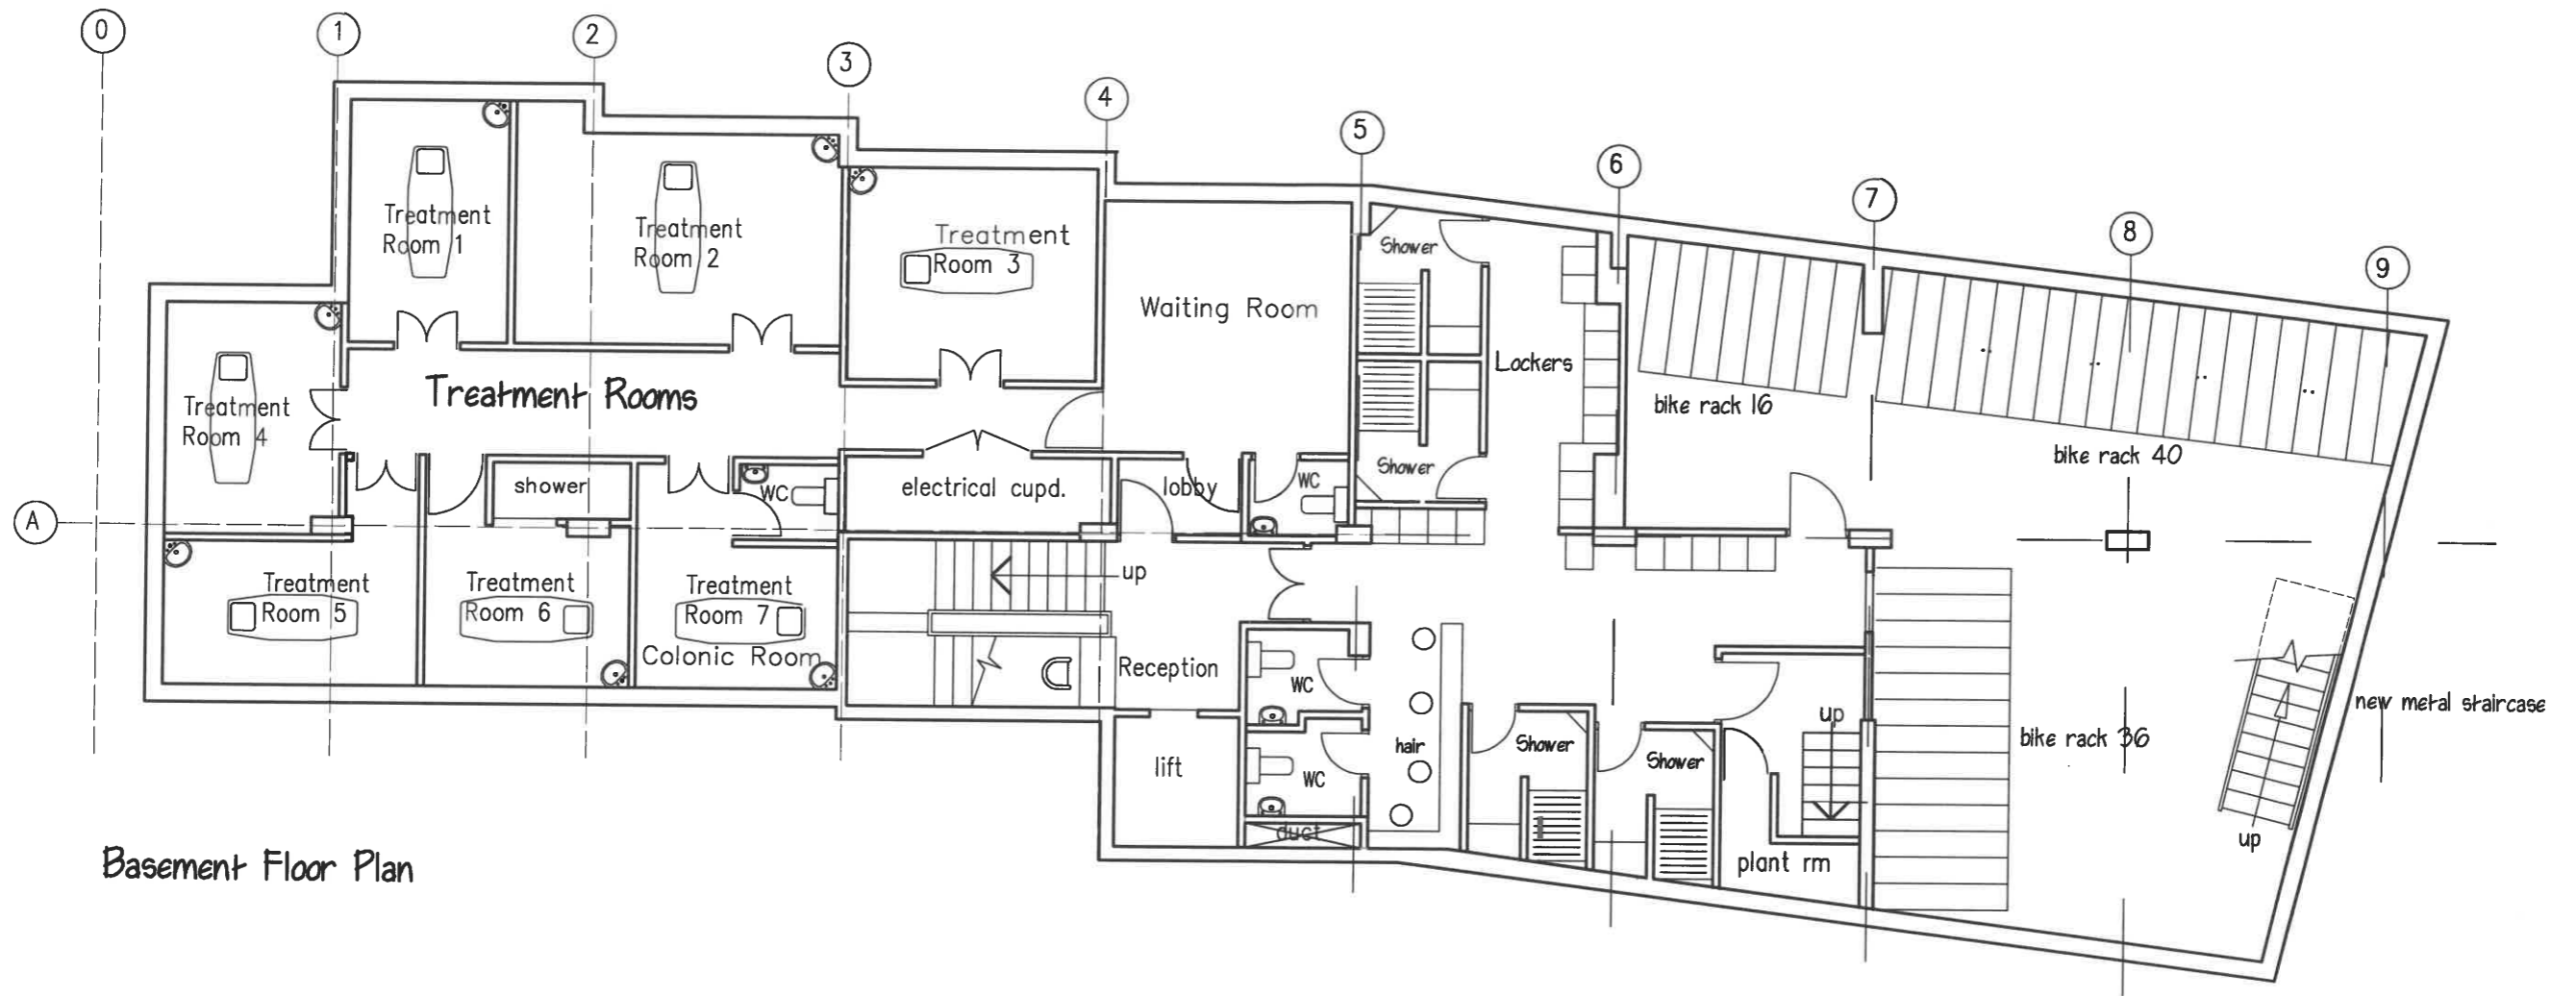 0
1
2
3
4
5
6
7
8
9
A
Treatment
Room 1
Treatment
Room 2
Treatment
Room 3
Waiting Room
Shower
Lockers
Shower
bike rack 16
bike rack 40
Treatment
Room 4
Treatment Rooms
shower
WC
electrical cupd.
lobby
WC
Treatment
Room 5
Treatment
Room 6
Treatment
Room 7
Colonic Room
up
Reception
WC
hair
WC
lift
duct
Shower
Shower
up
plant rm
bike rack 36
new metal staircase
up
Basement Floor Plan